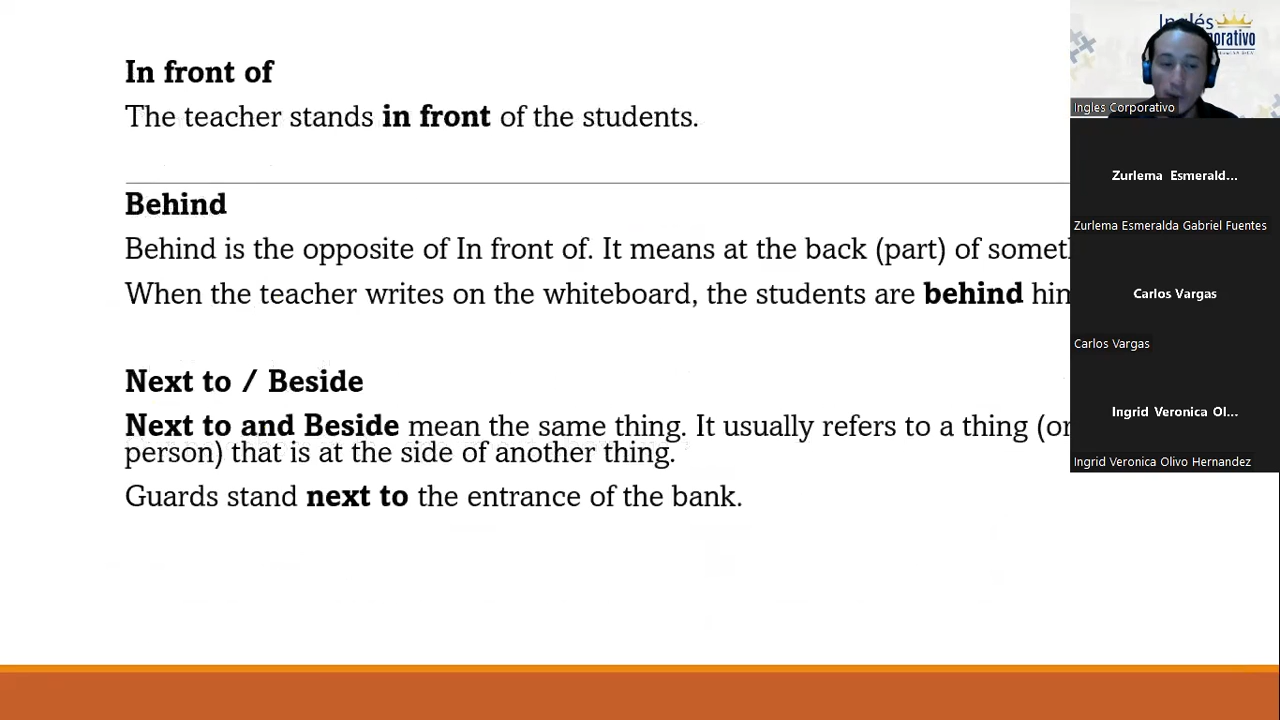 In front of
The teacher stands in front of the students.
Behind
Behind is the opposite of In front of. It means at the back (part) of
When the teacher writes on the whiteboard, the students are behind
Next to / Beside
Next to and Beside mean the same thing. It usually refers to a thing (or
person) that is at the side of another thing.
Guards stand next to the entrance of the bank.
Inglés
Ingles Corporativo
Zurlema Esmerald...
Zurlema Esmeralda Gabriel Fuentes
Carlos Vargas
Carlos Vargas
Ingrid Veronica Ol...
Ingrid Veronica Olivo Hernandez